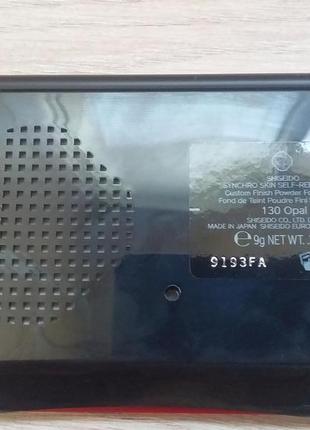 SHISEIDO
SYNCHRO SKIN SELF-RE
Custom Finish Powder Fo
Fond de Teint Poudre Fini
130 Opal
SHISEIDO CO., LTD.
MADE IN JAPAN SHISEIDO EURO
℮ 9g NET WT.
9193FA